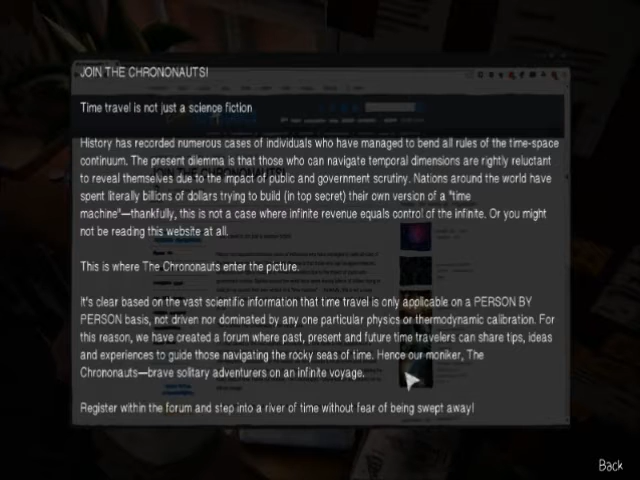 JOIN THE CHRONONAUTS!
Time travel is not just a science fiction
History has recorded numerous cases of individuals who have managed to bend all rules of the time-space
continuum. The present dilemma is that those who can navigate temporal dimensions are rightly reluctant
to reveal themselves due to the impact of public and government scrutiny. Nations around the world have
spent literally billions of dollars trying to build (in top secret) their own version of a "time
machine"—thankfully, this is not a case where infinite revenue equals control of the infinite. Or you might
not be reading this website at all.
This is where The Chrononauts enter the picture.
It's clear based on the vast scientific information that time travel is only applicable on a PERSON BY
PERSON basis, not driven nor dominated by any one particular physics or thermodynamic calibration. For
this reason, we have created a forum where past, present and future time travelers can share tips, ideas
and experiences to guide those navigating the rocky seas of time. Hence our moniker, The
Chrononauts—brave solitary adventurers on an infinite voyage.
Register within the forum and step into a river of time without fear of being swept away!
Back